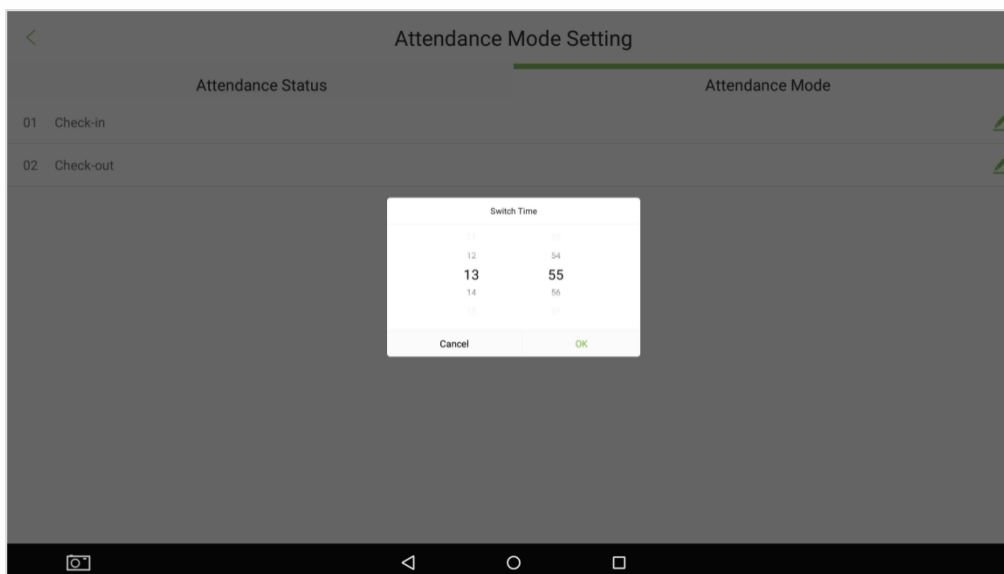 Attendance Mode Setting
Attendance Status Attendance Mode
01 Check-in
02 Check-out
Switch Time
12 54
13 55
14 56
Cancel OK